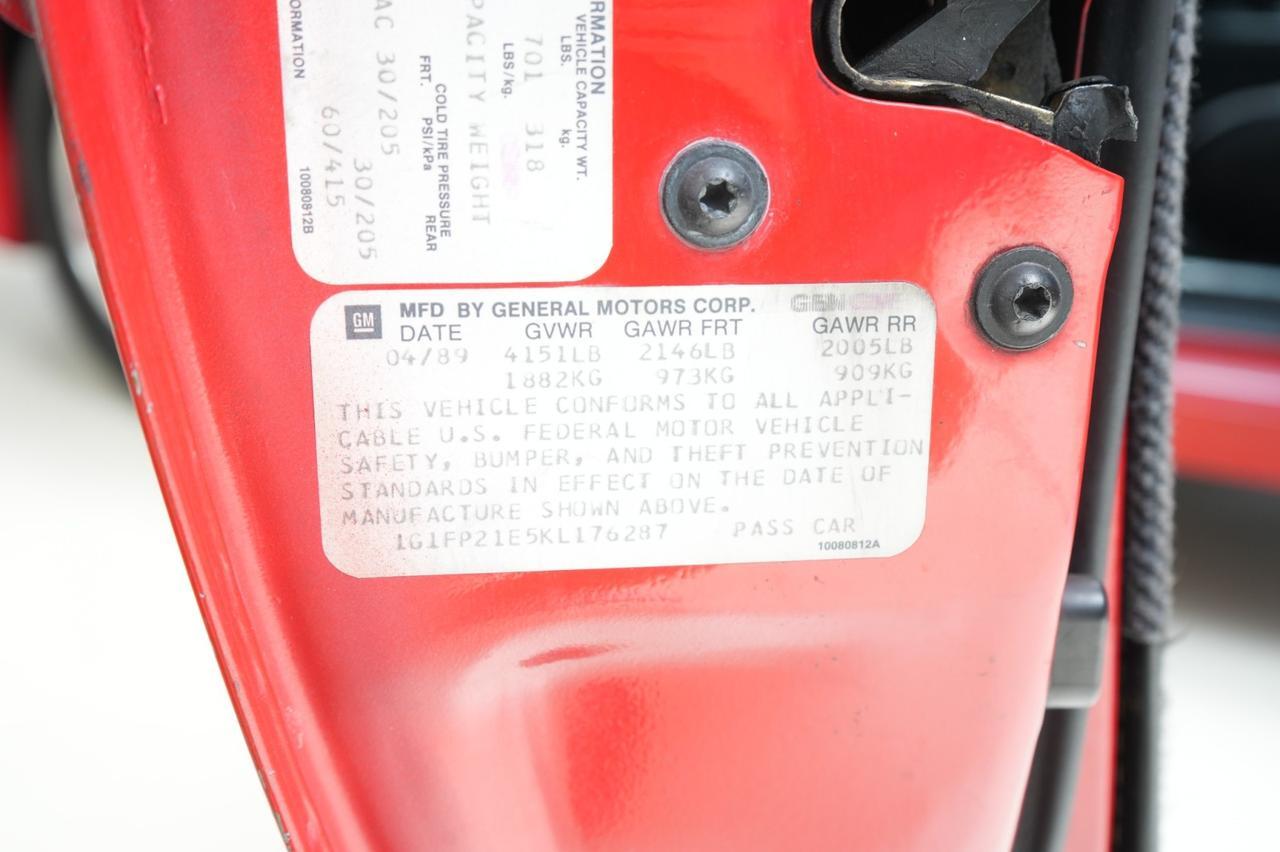 RMATION
VEHICLE CAPACITY WT.
LBS. kg.
701 318
LBS/kg.
PACITY WEIGHT
COLD TIRE PRESSURE
FRT. PSI/kPa REAR
AC 30/205 30/205
60/415
ORMATION 10080812B
GM MFD BY GENERAL MOTORS CORP.
DATE GVWR GAWR FRT GAWR RR
04/89 4151LB 2146LB 2005LB
1882KG 973KG 909KG
THIS VEHICLE CONFORMS TO ALL APPLI-
CABLE U.S. FEDERAL MOTOR VEHICLE
SAFETY, BUMPER, AND THEFT PREVENTION
STANDARDS IN EFFECT ON THE DATE OF
MANUFACTURE SHOWN ABOVE.
1G1FP21E5KL176287 PASS CAR
10080812A